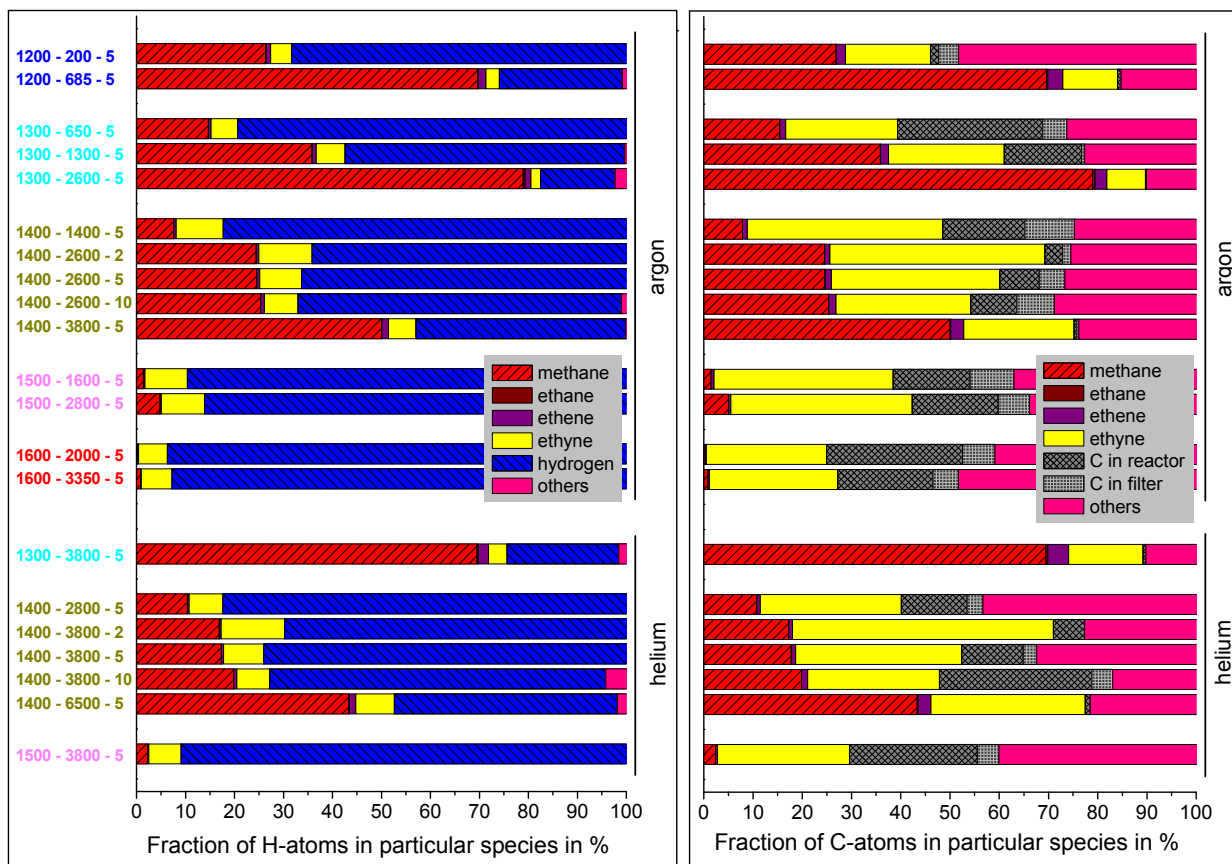 1200 - 200 - 5
1200 - 685 - 5
1300 - 650 - 5
1300 - 1300 - 5
1300 - 2600 - 5
1400 - 1400 - 5
1400 - 2600 - 2
1400 - 2600 - 5
1400 - 2600 - 10
1400 - 3800 - 5
1500 - 1600 - 5
1500 - 2800 - 5
1600 - 2000 - 5
1600 - 3350 - 5
1300 - 3800 - 5
1400 - 2800 - 5
1400 - 3800 - 2
1400 - 3800 - 5
1400 - 3800 - 10
1400 - 6500 - 5
1500 - 3800 - 5
methane
ethane
ethene
ethyne
hydrogen
others
argon
helium
0 10 20 30 40 50 60 70 80 90 100
Fraction of H-atoms in particular species in %
methane
ethane
ethene
ethyne
C in reactor
C in filter
others
argon
helium
0 10 20 30 40 50 60 70 80 90 100
Fraction of C-atoms in particular species in %